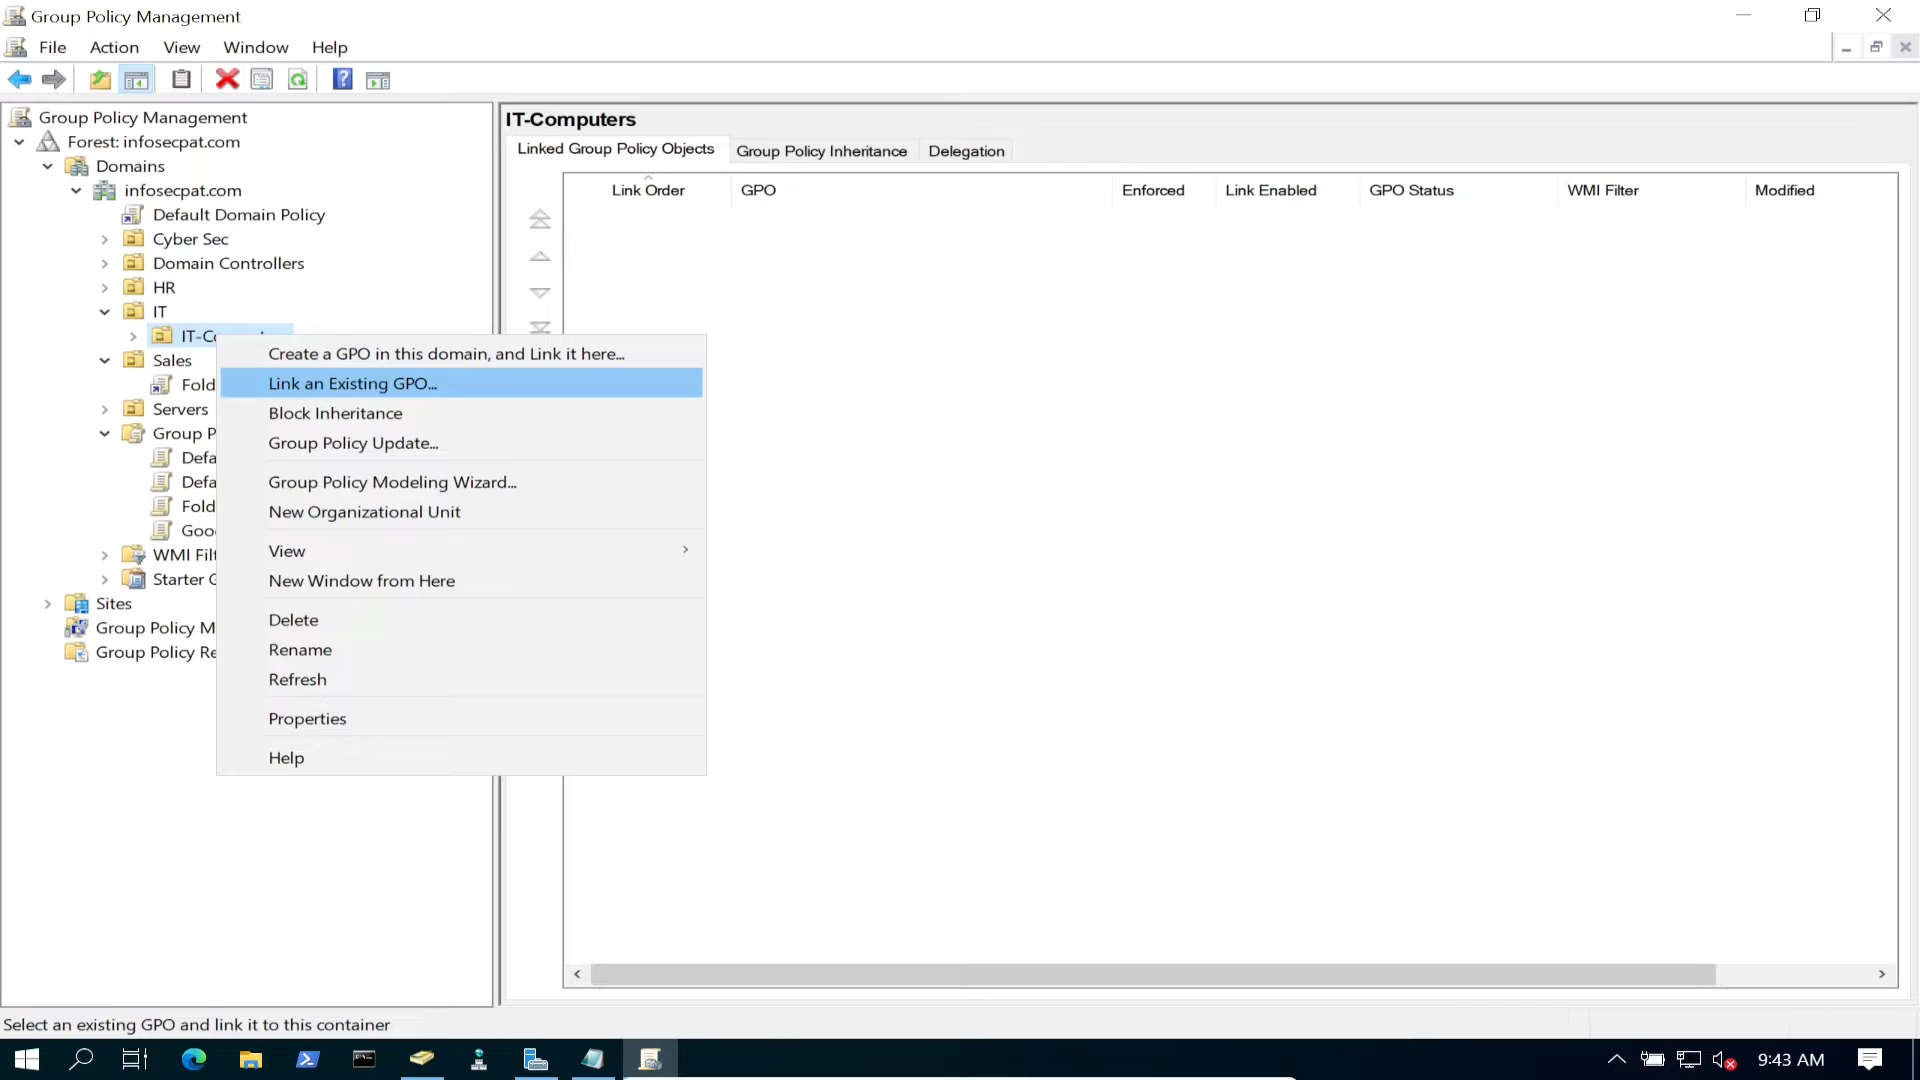 Group Policy Management
File Action View Window Help
Group Policy Management
Forest: infosecpat.com
Domains
infosecpat.com
Default Domain Policy
Cyber Sec
Domain Controllers
HR
IT
IT-Computers
Sales
Fold
Servers
Group P
Defa
Defa
Fold
Goo
WMI Filt
Starter G
Sites
Group Policy M
Group Policy Re
Create a GPO in this domain, and Link it here...
Link an Existing GPO...
Block Inheritance
Group Policy Update...
Group Policy Modeling Wizard...
New Organizational Unit
View
New Window from Here
Delete
Rename
Refresh
Properties
Help
IT-Computers
Linked Group Policy Objects Group Policy Inheritance Delegation
Link Order GPO Enforced Link Enabled GPO Status WMI Filter Modified
Select an existing GPO and link it to this container
9:43 AM